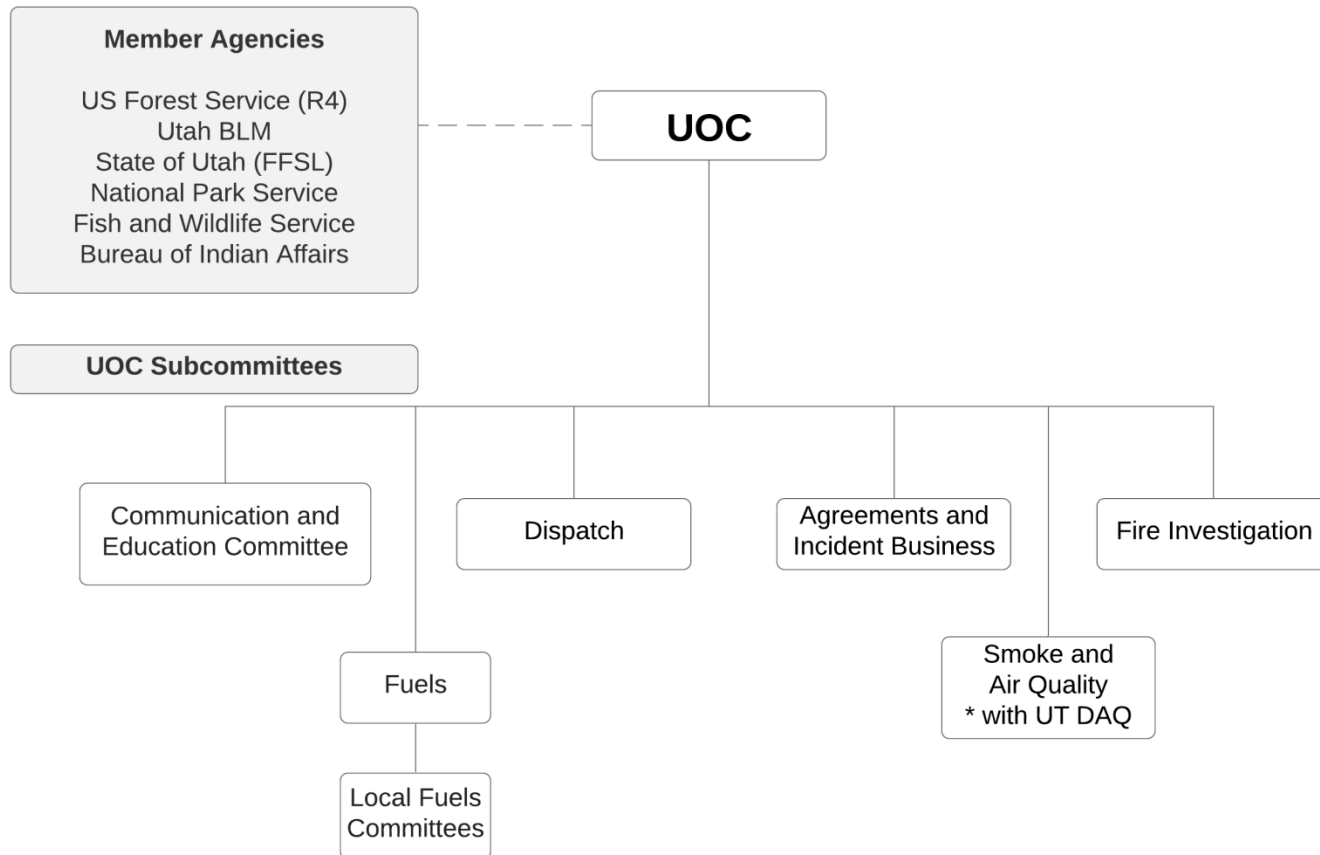 Member Agencies
US Forest Service (R4)
Utah BLM
State of Utah (FFSL)
National Park Service
Fish and Wildlife Service
Bureau of Indian Affairs
UOC
UOC Subcommittees
Communication and
Education Committee
Dispatch
Agreements and
Incident Business
Fire Investigation
Fuels
Smoke and
Air Quality
* with UT DAQ
Local Fuels
Committees